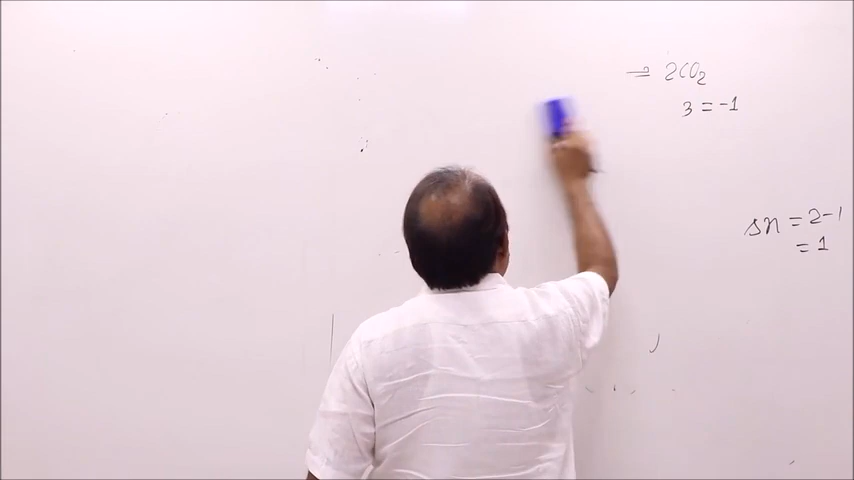 ⇌ 2CO₂
3 = -1
Δn = 2-1
= 1